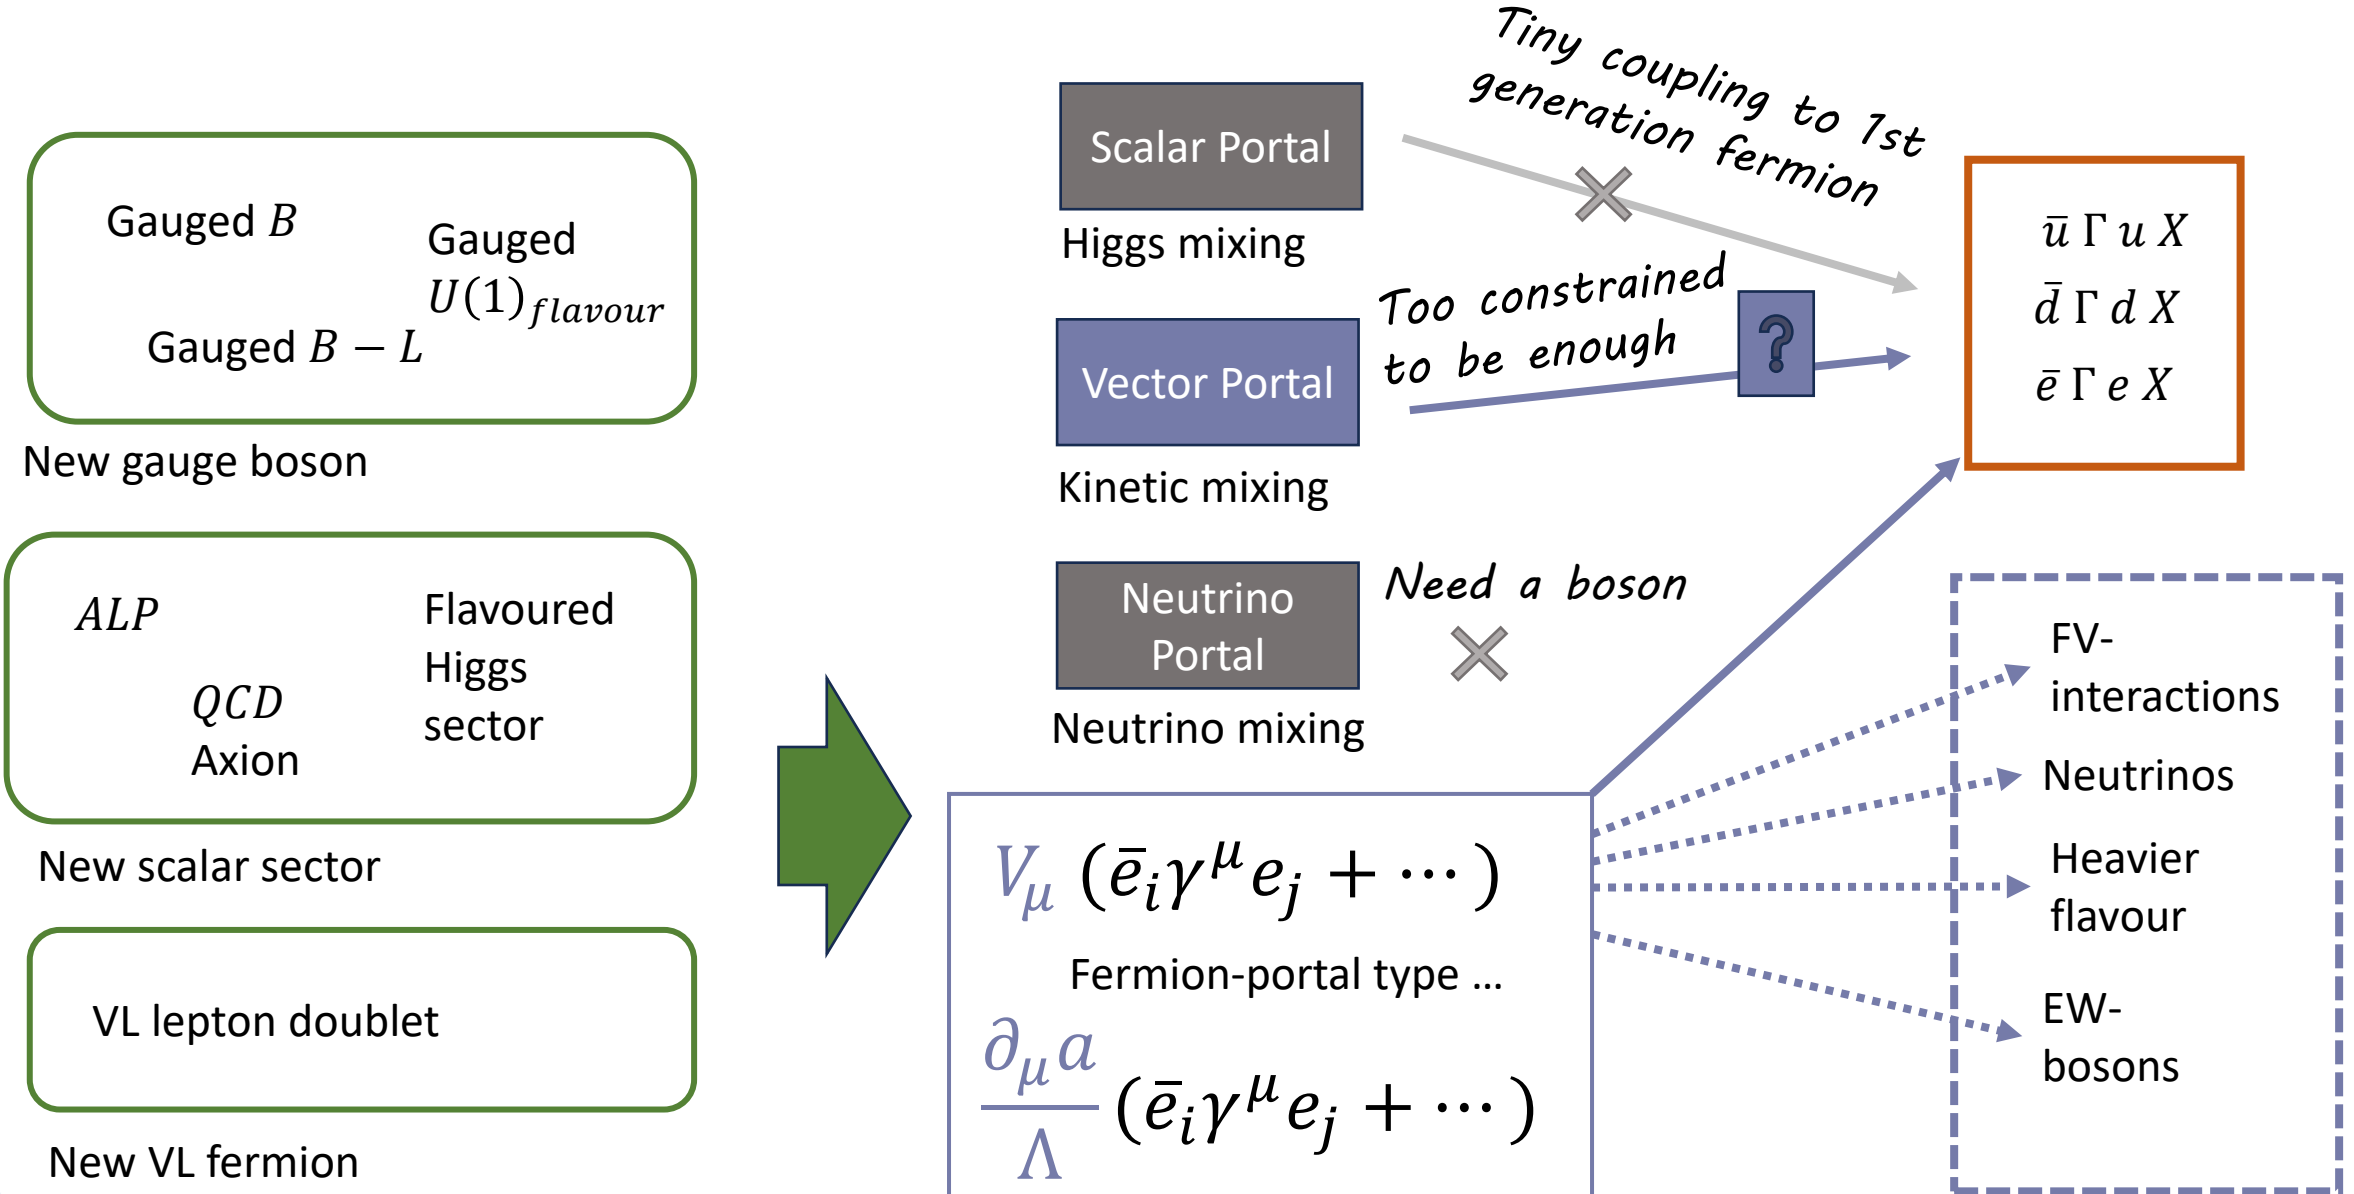 Gauged B
Gauged
U(1)_{flavour}
Gauged B − L
New gauge boson
ALP
Flavoured
Higgs
sector
QCD
Axion
New scalar sector
VL lepton doublet
New VL fermion
Scalar Portal
Higgs mixing
Tiny coupling to 1st
generation fermion
Vector Portal
Kinetic mixing
Too constrained
to be enough
?
Neutrino
Portal
Neutrino mixing
Need a boson
V_μ (ē_i γ^μ e_j + ⋯)
Fermion-portal type ...
∂_μ a
Λ
(ē_i γ^μ e_j + ⋯)
ū Γ u X
d̄ Γ d X
ē Γ e X
FV-
interactions
Neutrinos
Heavier
flavour
EW-
bosons